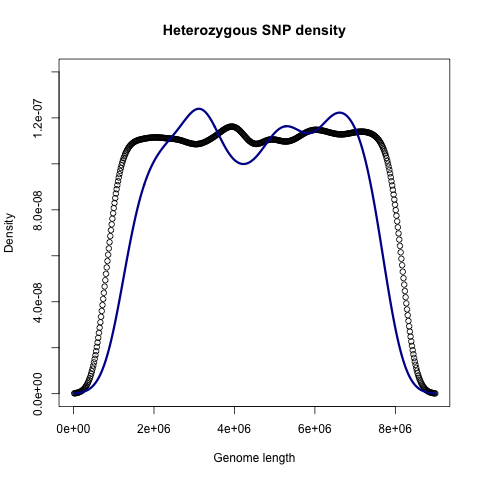 Heterozygous SNP density
Density
1.2e-07
8.0e-08
4.0e-08
0.0e+00
0e+00 2e+06 4e+06 6e+06 8e+06
Genome length